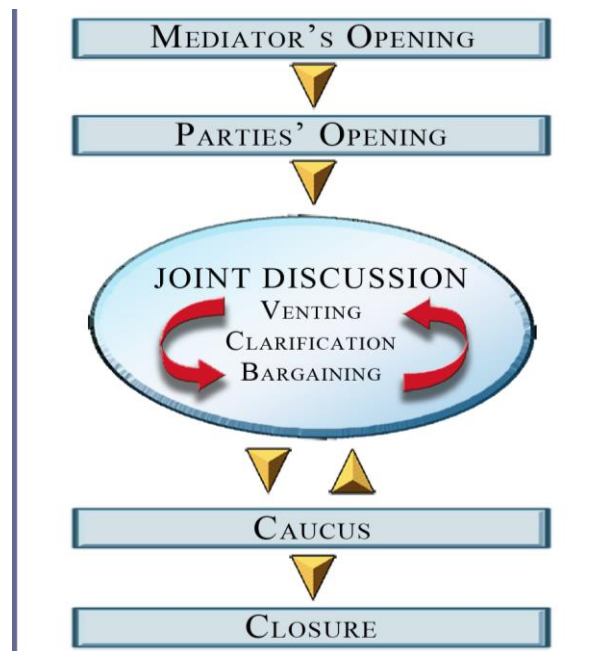 MEDIATOR'S OPENING
PARTIES' OPENING
JOINT DISCUSSION
VENTING
CLARIFICATION
BARGAINING
CAUCUS
CLOSURE